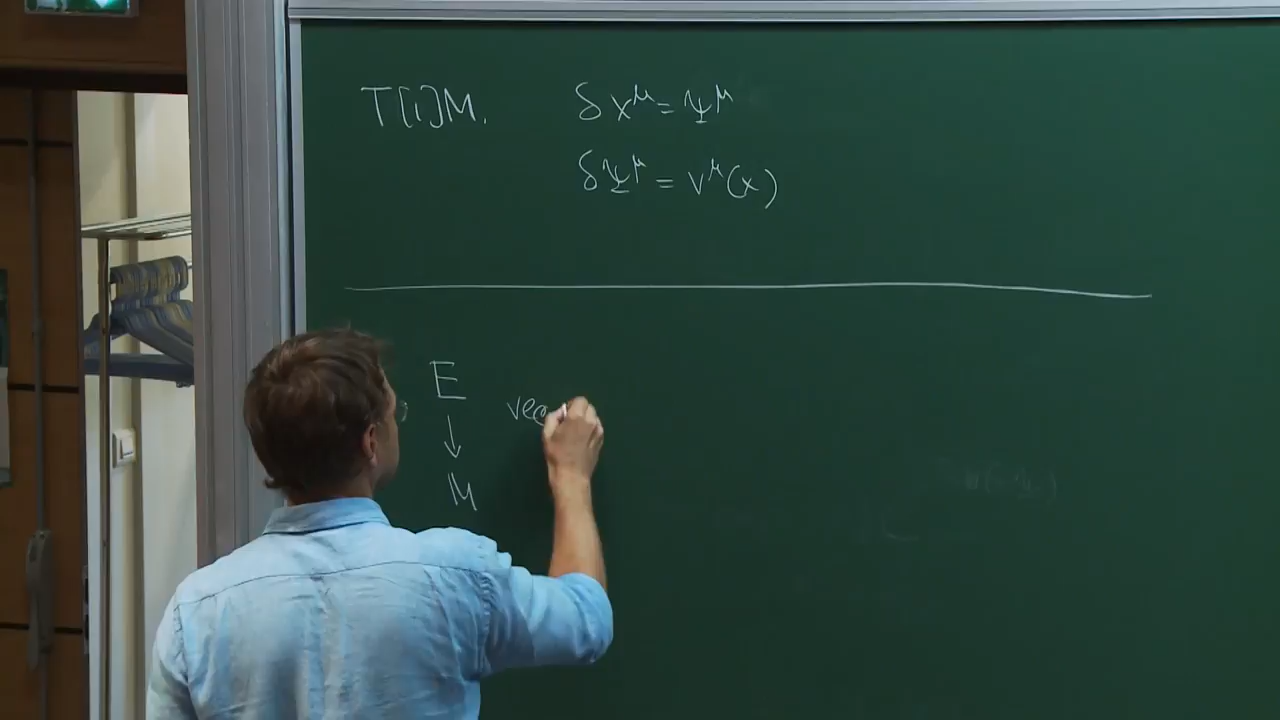 T[1]M.
δx^μ = ψ^μ
δψ^μ = v^μ(x)
E
↓
vec
M